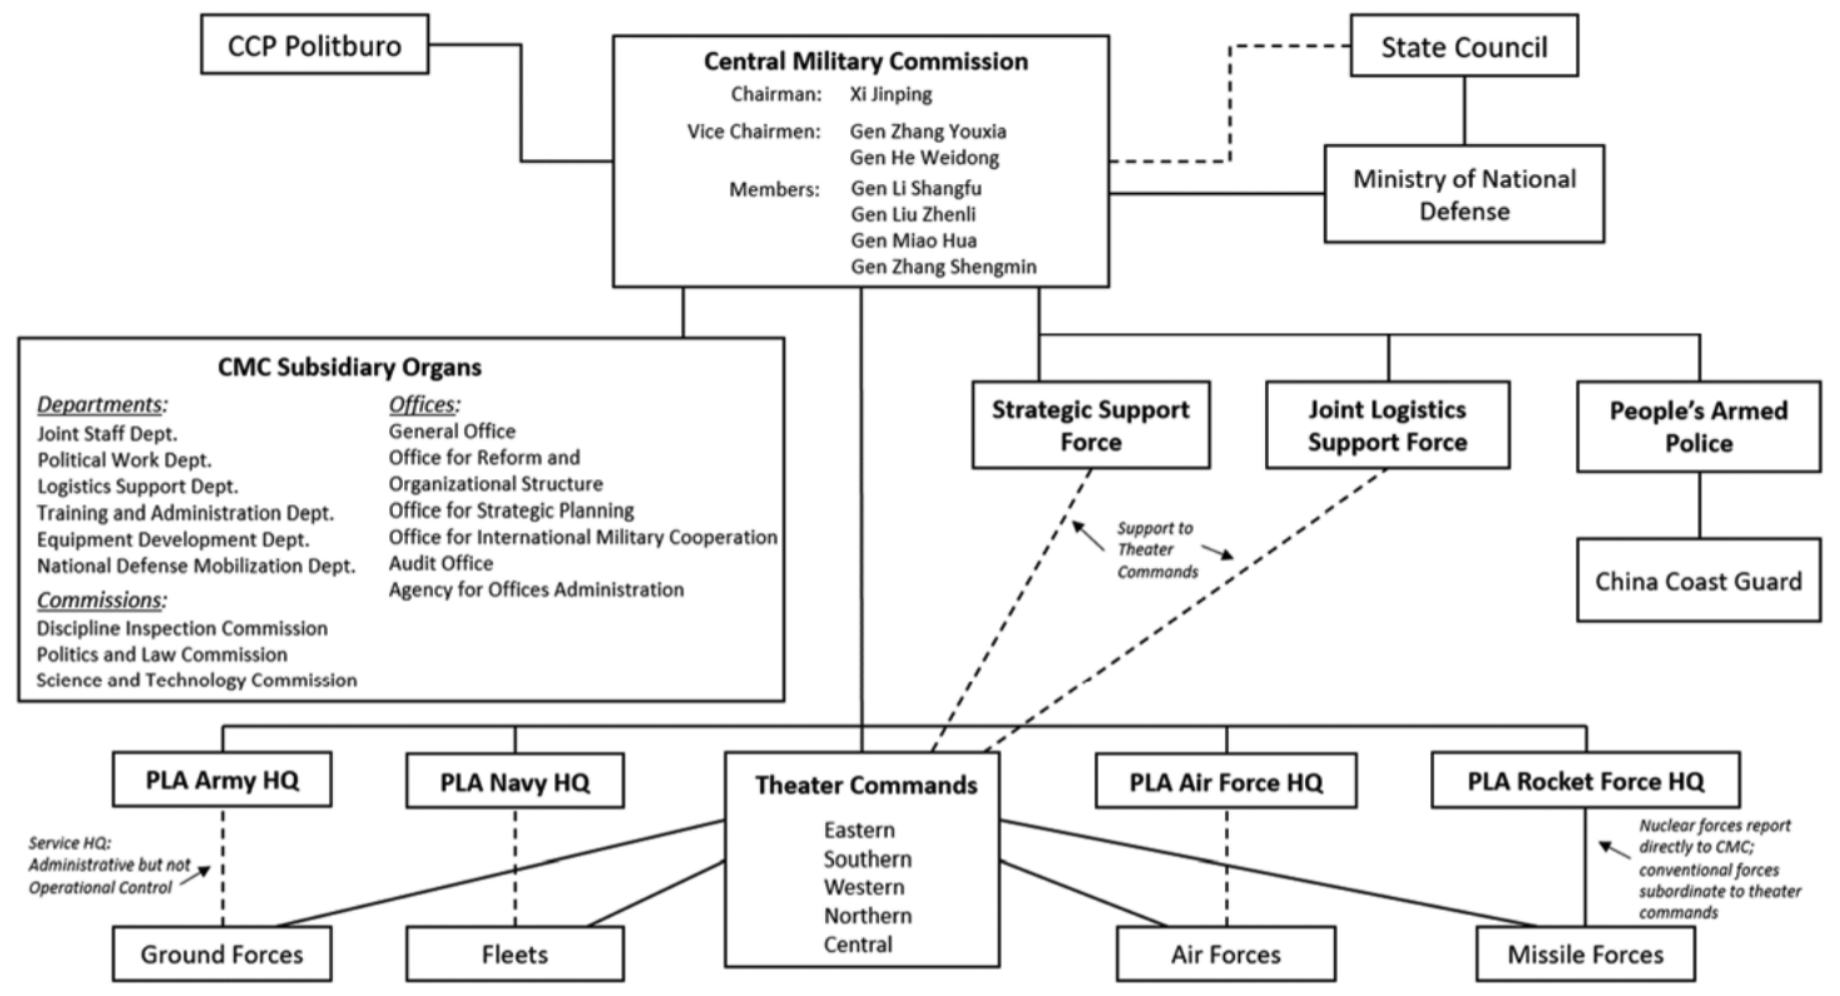 CCP Politburo
Central Military Commission
Chairman: Xi Jinping
Vice Chairmen: Gen Zhang Youxia
Gen He Weidong
Members: Gen Li Shangfu
Gen Liu Zhenli
Gen Miao Hua
Gen Zhang Shengmin
State Council
Ministry of National
Defense
CMC Subsidiary Organs
Departments:
Joint Staff Dept.
Political Work Dept.
Logistics Support Dept.
Training and Administration Dept.
Equipment Development Dept.
National Defense Mobilization Dept.
Commissions:
Discipline Inspection Commission
Politics and Law Commission
Science and Technology Commission
Offices:
General Office
Office for Reform and
Organizational Structure
Office for Strategic Planning
Office for International Military Cooperation
Audit Office
Agency for Offices Administration
Strategic Support
Force
Joint Logistics
Support Force
People's Armed
Police
Support to
Theater
Commands
China Coast Guard
PLA Army HQ
PLA Navy HQ
Theater Commands
Eastern
Southern
Western
Northern
Central
PLA Air Force HQ
PLA Rocket Force HQ
Service HQ:
Administrative but not
Operational Control
Nuclear forces report
directly to CMC;
conventional forces
subordinate to theater
commands
Ground Forces
Fleets
Air Forces
Missile Forces